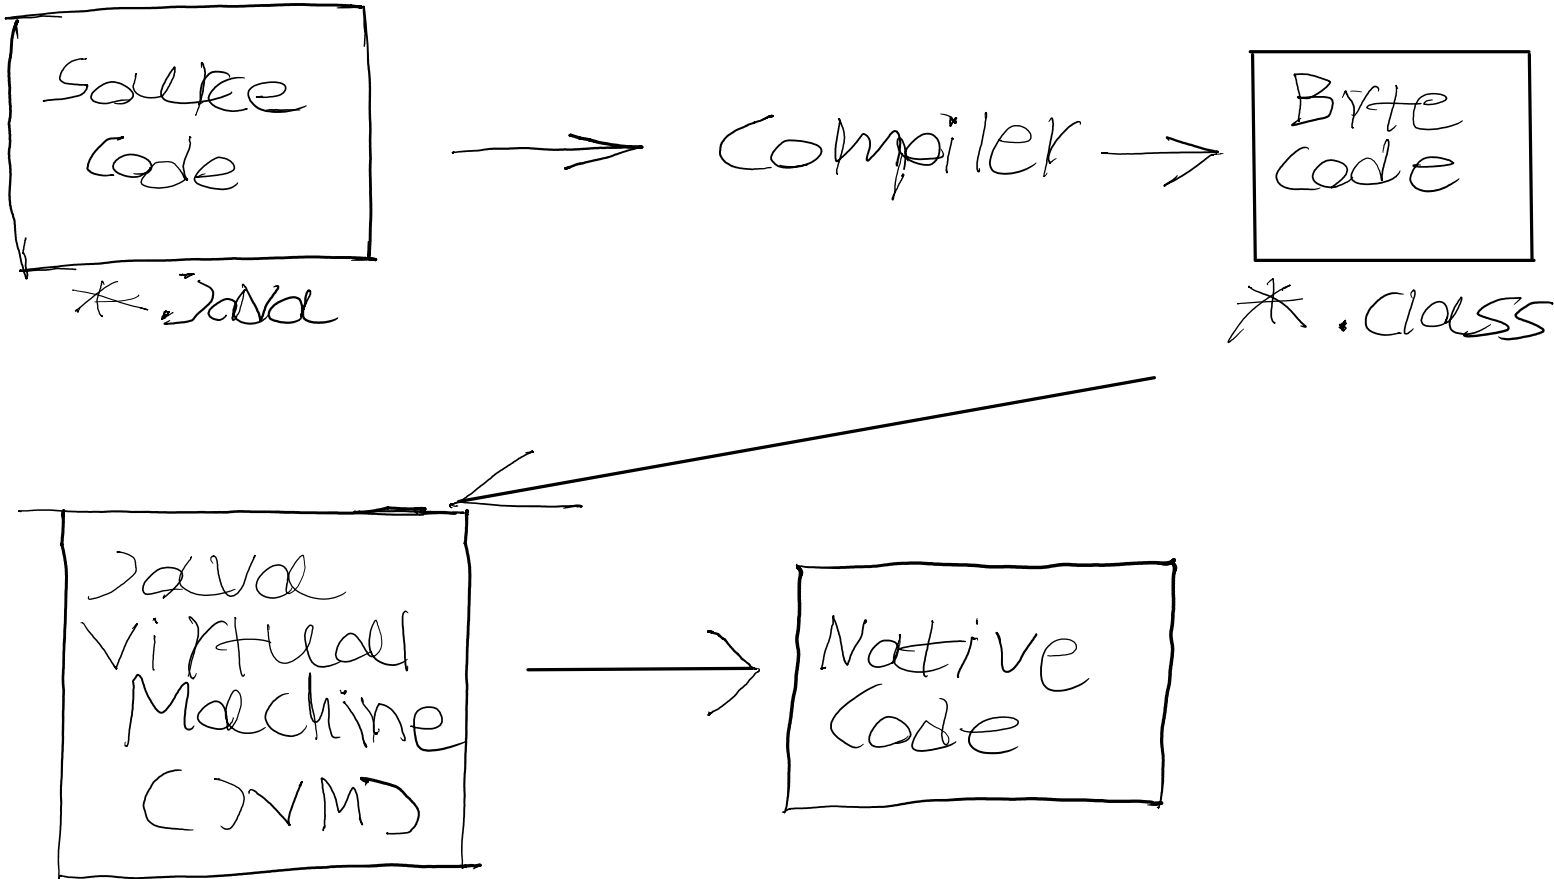 Source
Code
*.Java
Compiler
Byte
code
*.class
Java
Virtual
Machine
(JVM)
Native
Code